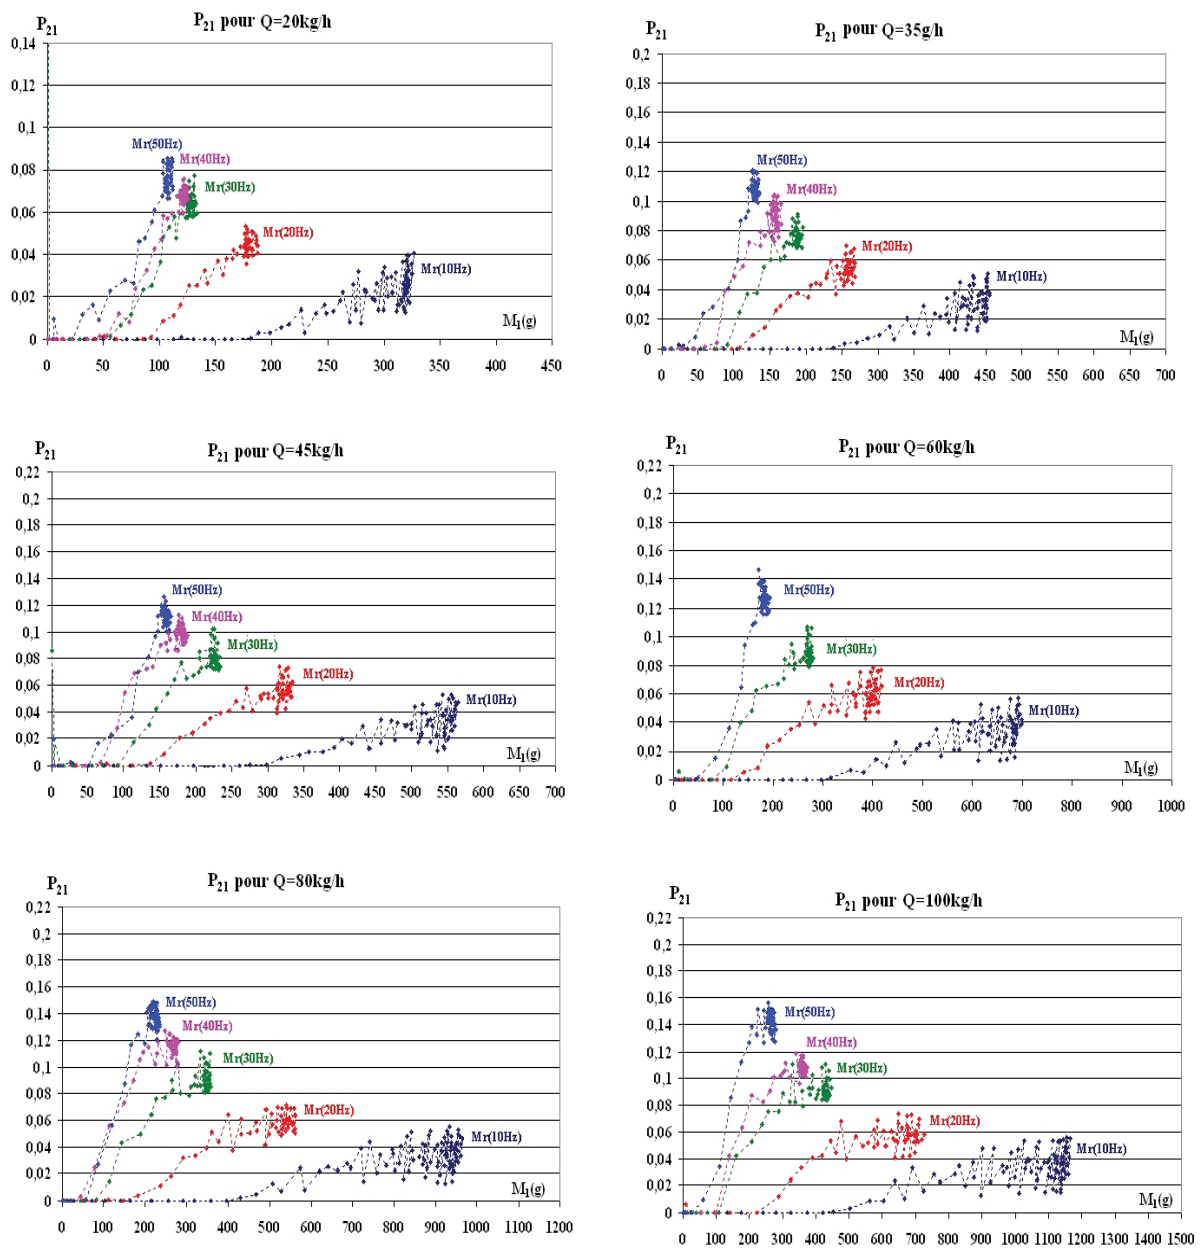 P21 pour Q=20kg/h
P21
0,14
0,12
0,1
0,08
0,06
0,04
0,02
0
Mr(50Hz)
Mr(40Hz)
Mr(30Hz)
Mr(20Hz)
Mr(10Hz)
M1(g)
0 50 100 150 200 250 300 350 400 450
P21 pour Q=35g/h
P21
0,2
0,18
0,16
0,14
0,12
0,1
0,08
0,06
0,04
0,02
0
Mr(50Hz)
Mr(40Hz)
Mr(20Hz)
Mr(10Hz)
M1(g)
0 50 100 150 200 250 300 350 400 450 500 550 600 650 700
P21 pour Q=45kg/h
P21
0,22
0,2
0,18
0,16
0,14
0,12
0,1
0,08
0,06
0,04
0,02
0
Mr(50Hz)
Mr(40Hz)
Mr(30Hz)
Mr(20Hz)
Mr(10Hz)
M1(g)
0 50 100 150 200 250 300 350 400 450 500 550 600 650 700
P21 pour Q=60kg/h
P21
0,22
0,2
0,18
0,16
0,14
0,12
0,1
0,08
0,06
0,04
0,02
0
Mr(50Hz)
Mr(30Hz)
Mr(20Hz)
Mr(10Hz)
M1(g)
0 100 200 300 400 500 600 700 800 900 1000
P21 pour Q=80kg/h
P21
0,22
0,2
0,18
0,16
0,14
0,12
0,1
0,08
0,06
0,04
0,02
0
Mr(50Hz)
Mr(40Hz)
Mr(30Hz)
Mr(20Hz)
Mr(10Hz)
M1(g)
0 100 200 300 400 500 600 700 800 900 1000 1100 1200
P21 pour Q=100kg/h
P21
0,22
0,2
0,18
0,16
0,14
0,12
0,1
0,08
0,06
0,04
0,02
0
Mr(50Hz)
Mr(40Hz)
Mr(30Hz)
Mr(20Hz)
Mr(10Hz)
M1(g)
0 100 200 300 400 500 600 700 800 900 1000 1100 1200 1300 1400 1500